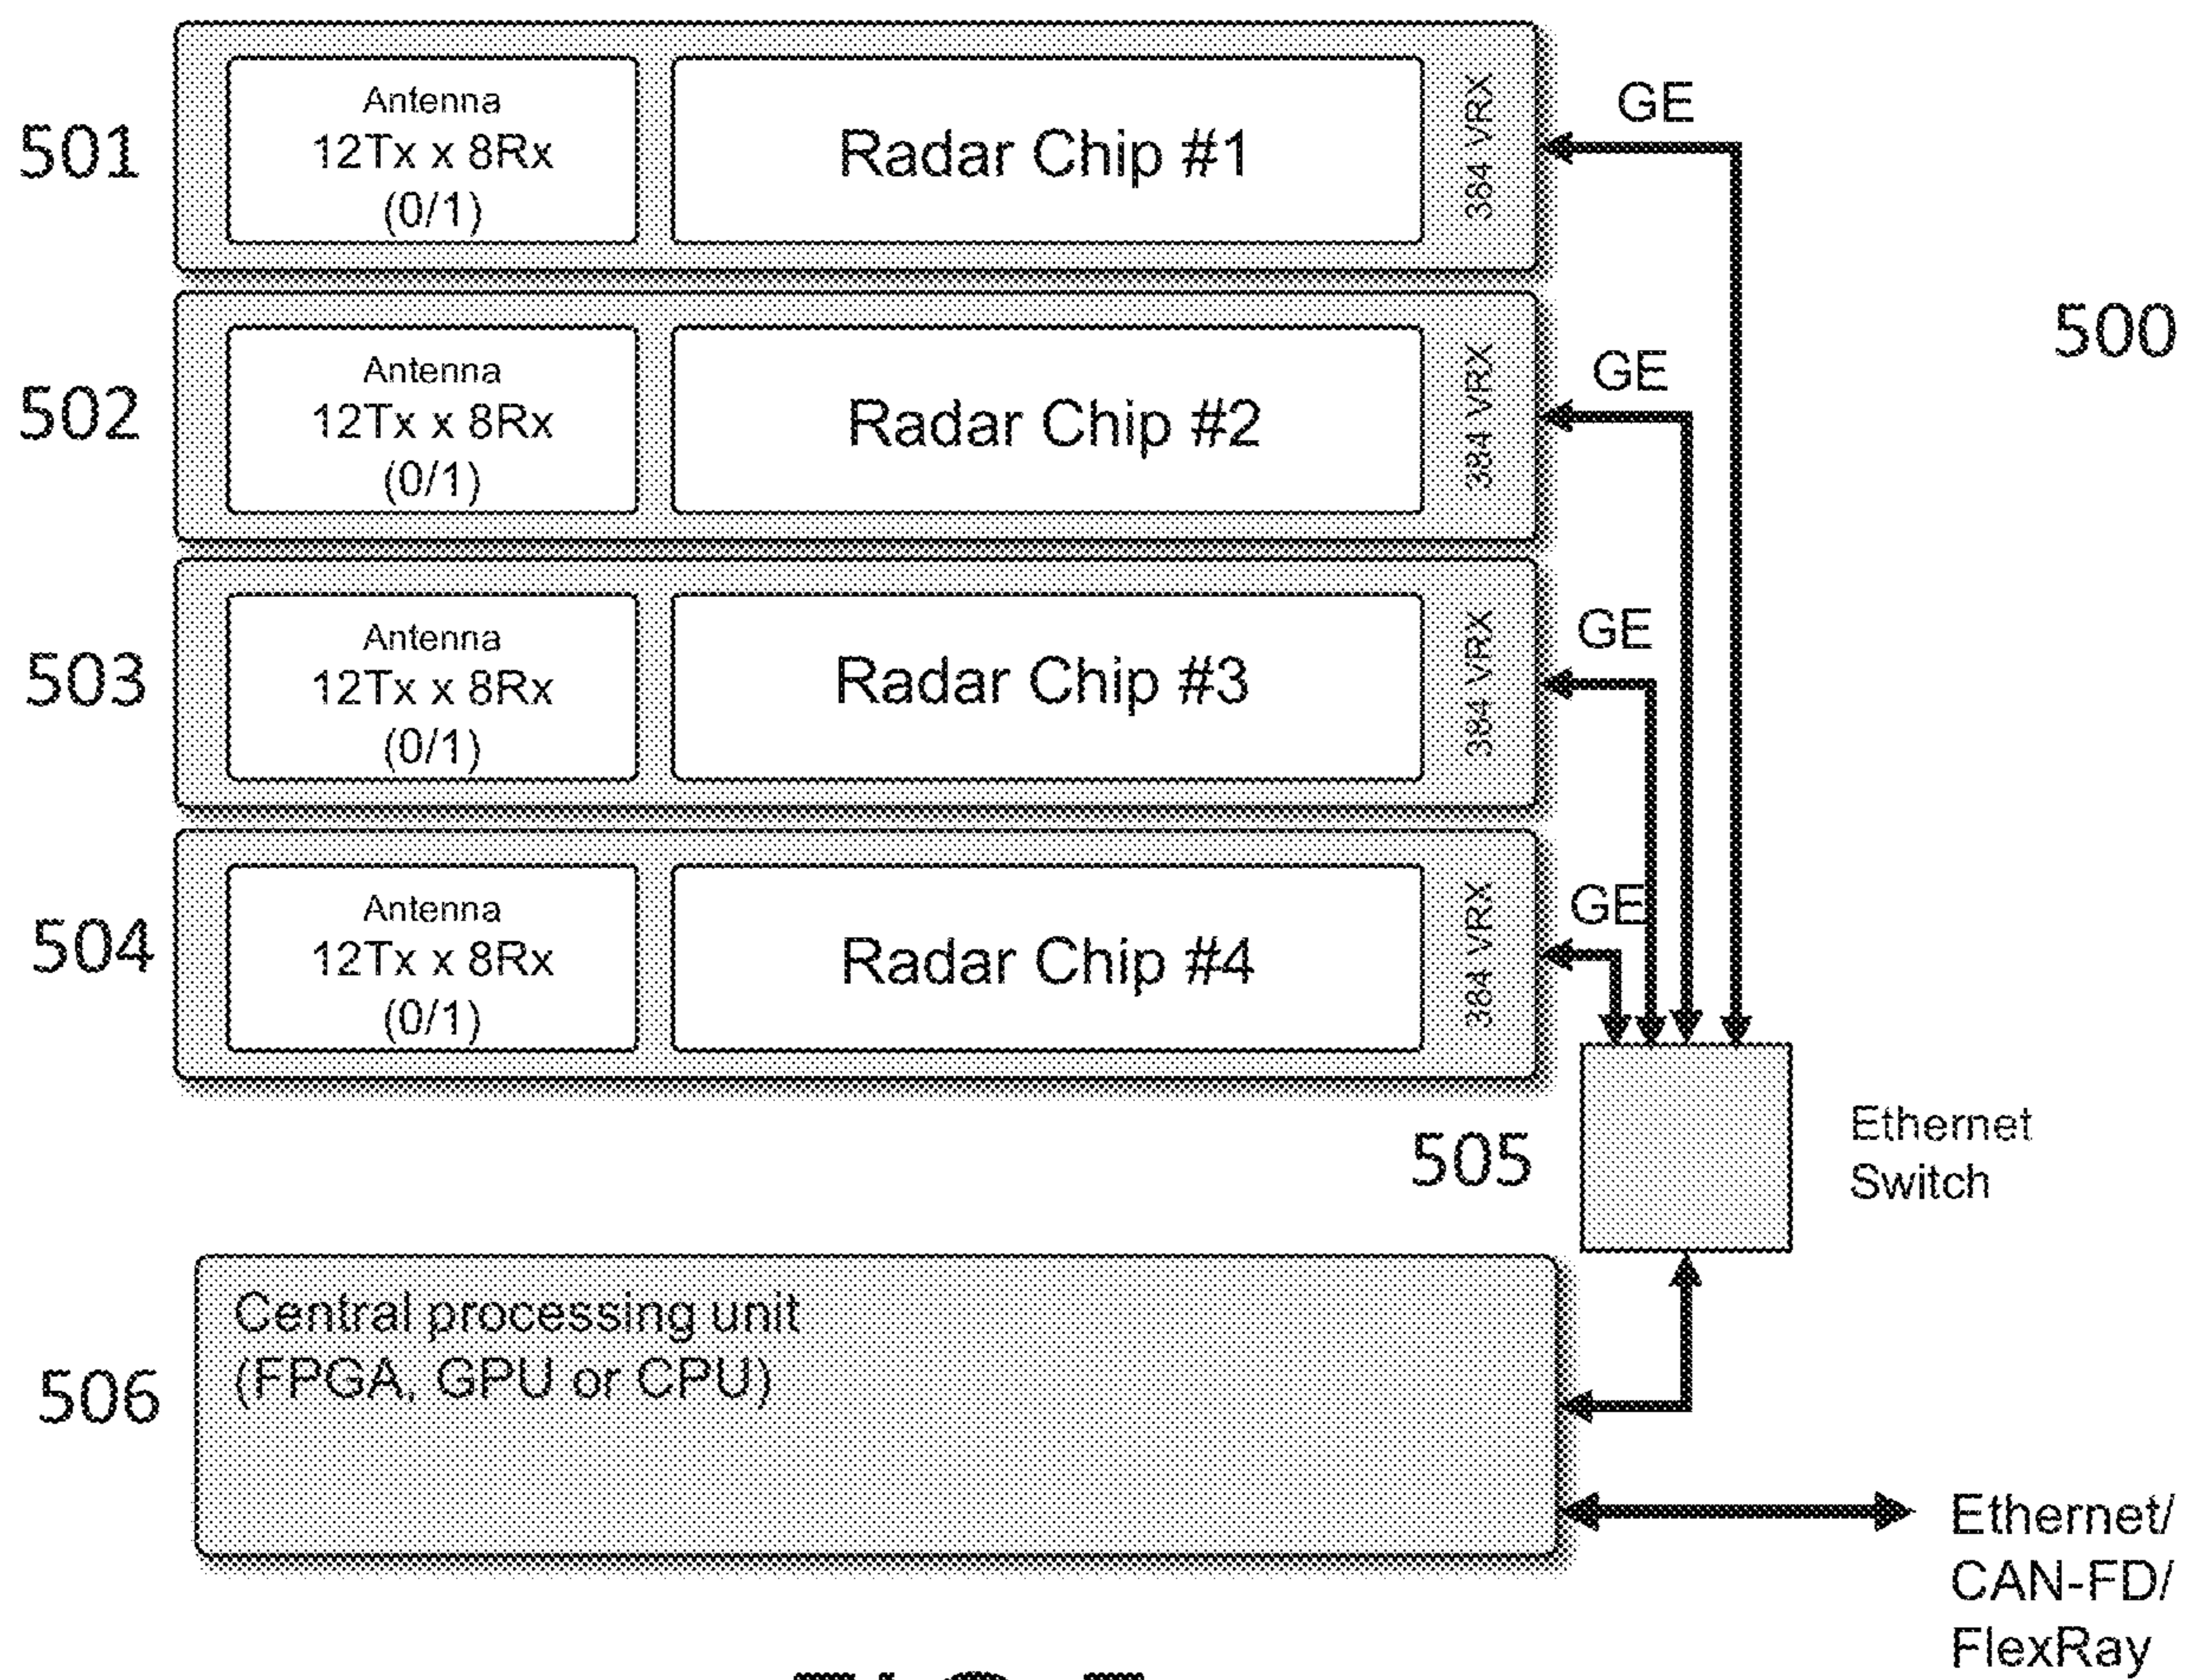 501
Antenna
12Tx x 8Rx
(0/1)
Radar Chip #1
384 VRX
GE
500
502
Antenna
12Tx x 8Rx
(0/1)
Radar Chip #2
384 VRX
GE
503
Antenna
12Tx x 8Rx
(0/1)
Radar Chip #3
384 VRX
GE
504
Antenna
12Tx x 8Rx
(0/1)
Radar Chip #4
384 VRX
GE
505
Ethernet
Switch
506
Central processing unit
(FPGA, GPU or CPU)
Ethernet/
CAN-FD/
FlexRay